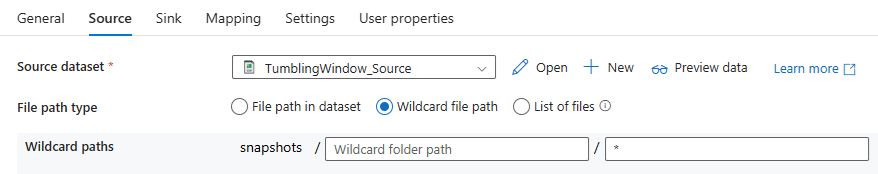 General Source Sink Mapping Settings User properties
Source dataset * TumblingWindow_Source Open New Preview data Learn more
File path type File path in dataset Wildcard file path List of files
Wildcard paths snapshots / Wildcard folder path / *